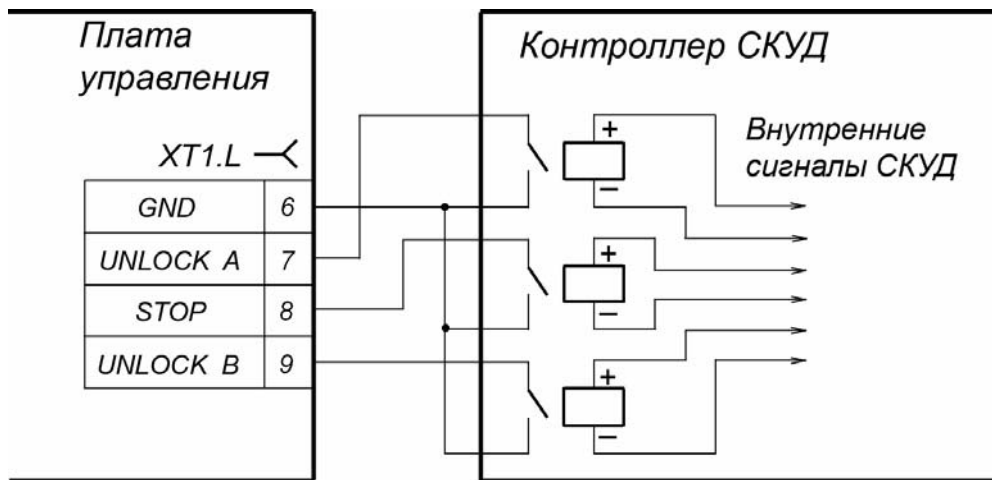 Плата
управления
XT1.L
GND 6
UNLOCK A 7
STOP 8
UNLOCK B 9
Контроллер СКУД
+
−
+
−
+
−
Внутренние
сигналы СКУД